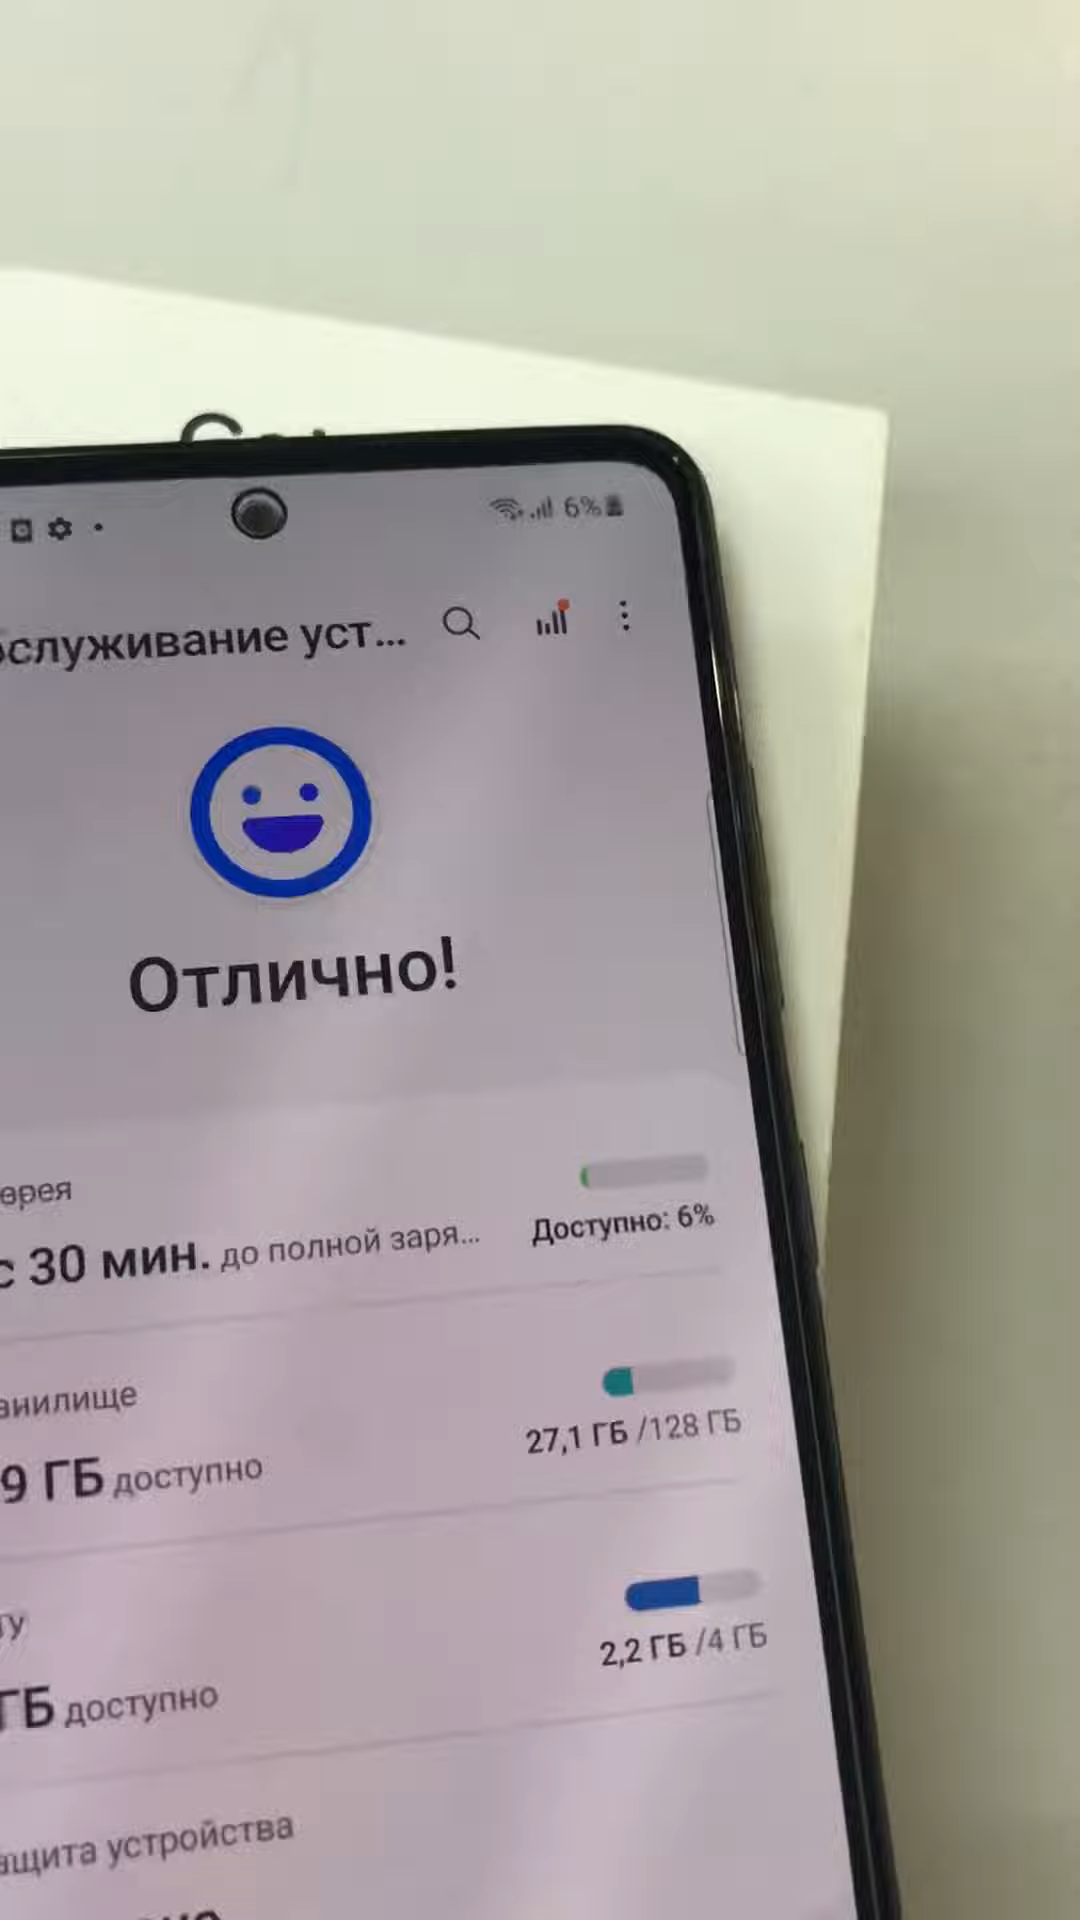 6%
бслуживание уст...
Отлично!
ерея
с 30 мин. до полной заря...
Доступно: 6%
анилище
27,1 ГБ /128 ГБ
9 ГБ доступно
ту
2,2 ГБ /4 ГБ
ГБ доступно
ащита устройства